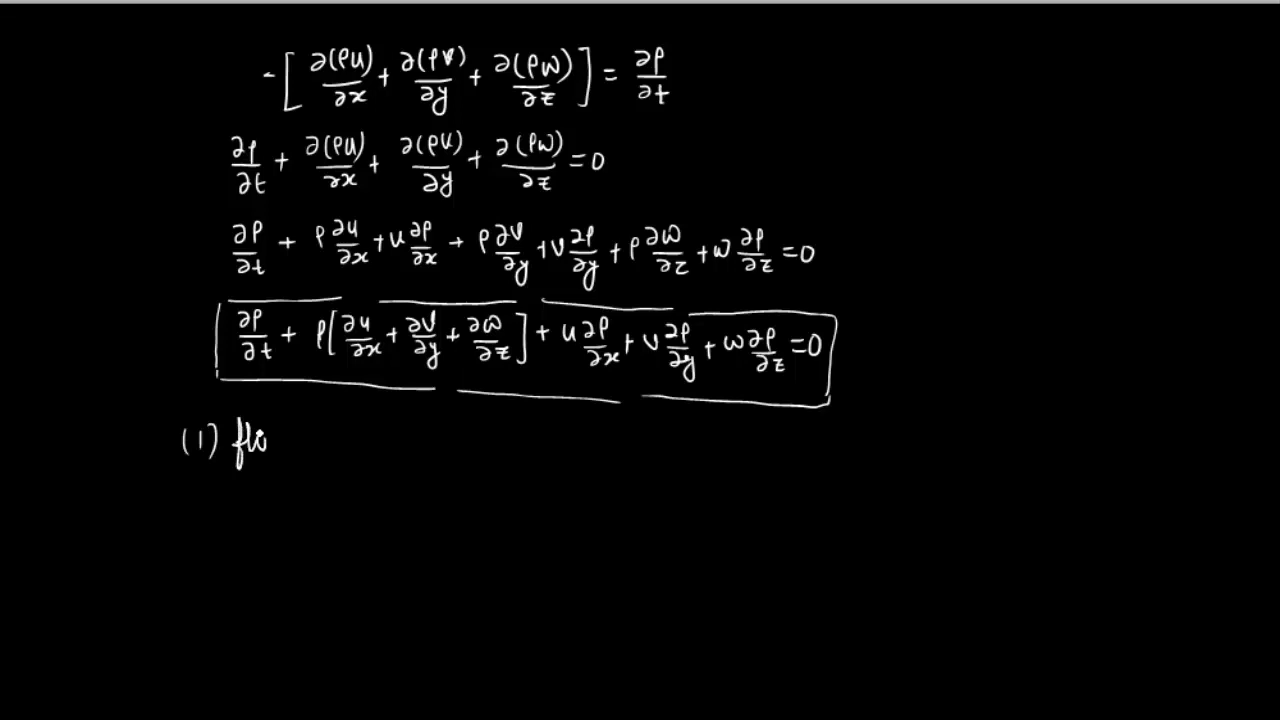 -[∂(ρu)/∂x + ∂(ρv)/∂y + ∂(ρw)/∂z] = ∂ρ/∂t
∂ρ/∂t + ∂(ρu)/∂x + ∂(ρv)/∂y + ∂(ρw)/∂z = 0
∂ρ/∂t + ρ ∂u/∂x + u ∂ρ/∂x + ρ ∂v/∂y + v ∂ρ/∂y + ρ ∂w/∂z + w ∂ρ/∂z = 0
∂ρ/∂t + ρ[∂u/∂x + ∂v/∂y + ∂w/∂z] + u ∂ρ/∂x + v ∂ρ/∂y + w ∂ρ/∂z = 0
(1) flo